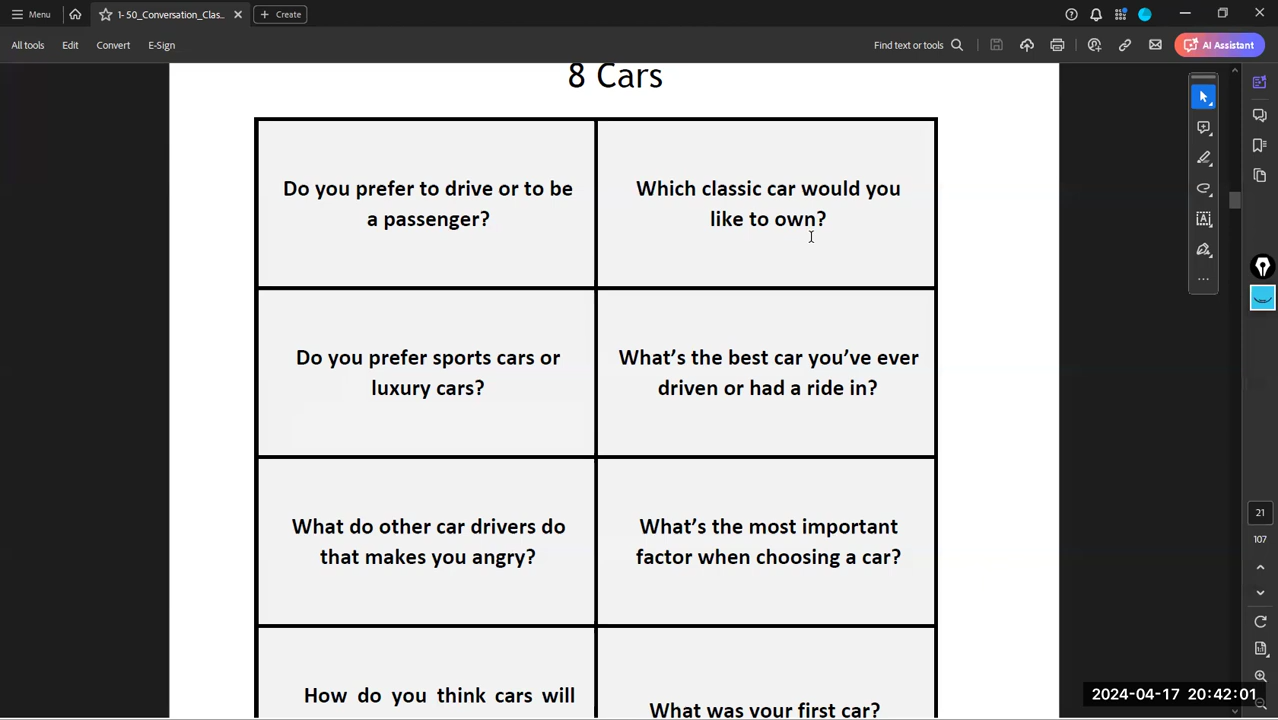 Menu
1- 50_Conversation_Clas...
Create
All tools Edit Convert E-Sign
Find text or tools
AI Assistant
8 Cars
Do you prefer to drive or to be
a passenger?
Which classic car would you
like to own?
Do you prefer sports cars or
luxury cars?
What's the best car you've ever
driven or had a ride in?
What do other car drivers do
that makes you angry?
What's the most important
factor when choosing a car?
How do you think cars will
What was your first car?
21
107
2024-04-17 20:42:01